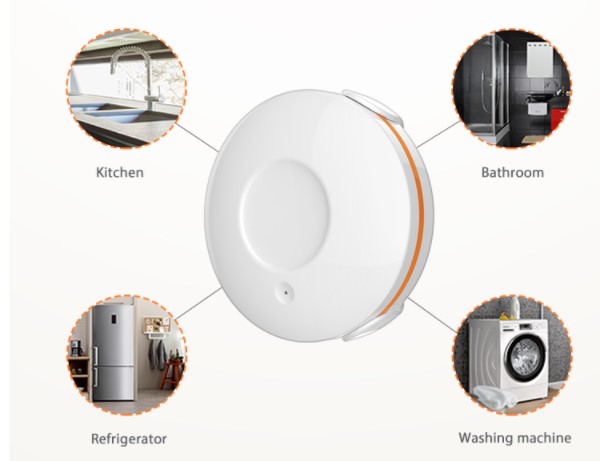 Kitchen
Bathroom
Refrigerator
Washing machine